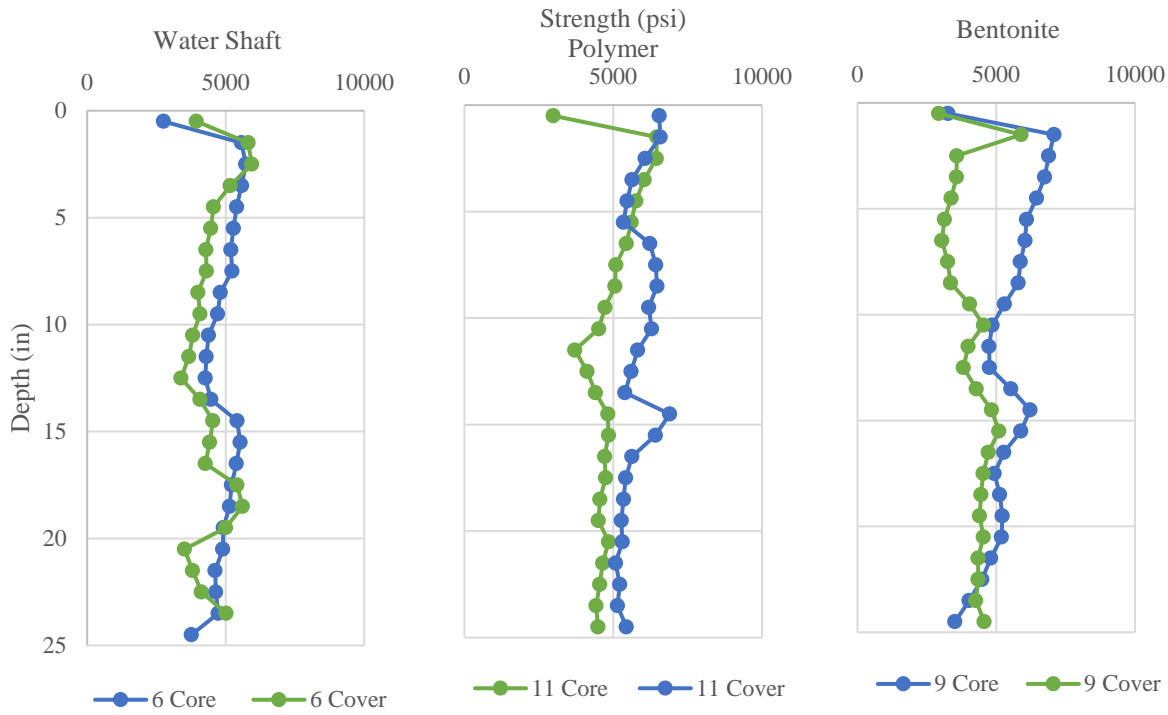 Strength (psi)
Water Shaft
Polymer
Bentonite
0 5000 10000
0 5000 10000
0 5000 10000
0
5
10
15
20
25
Depth (in)
6 Core 6 Cover
11 Core 11 Cover
9 Core 9 Cover